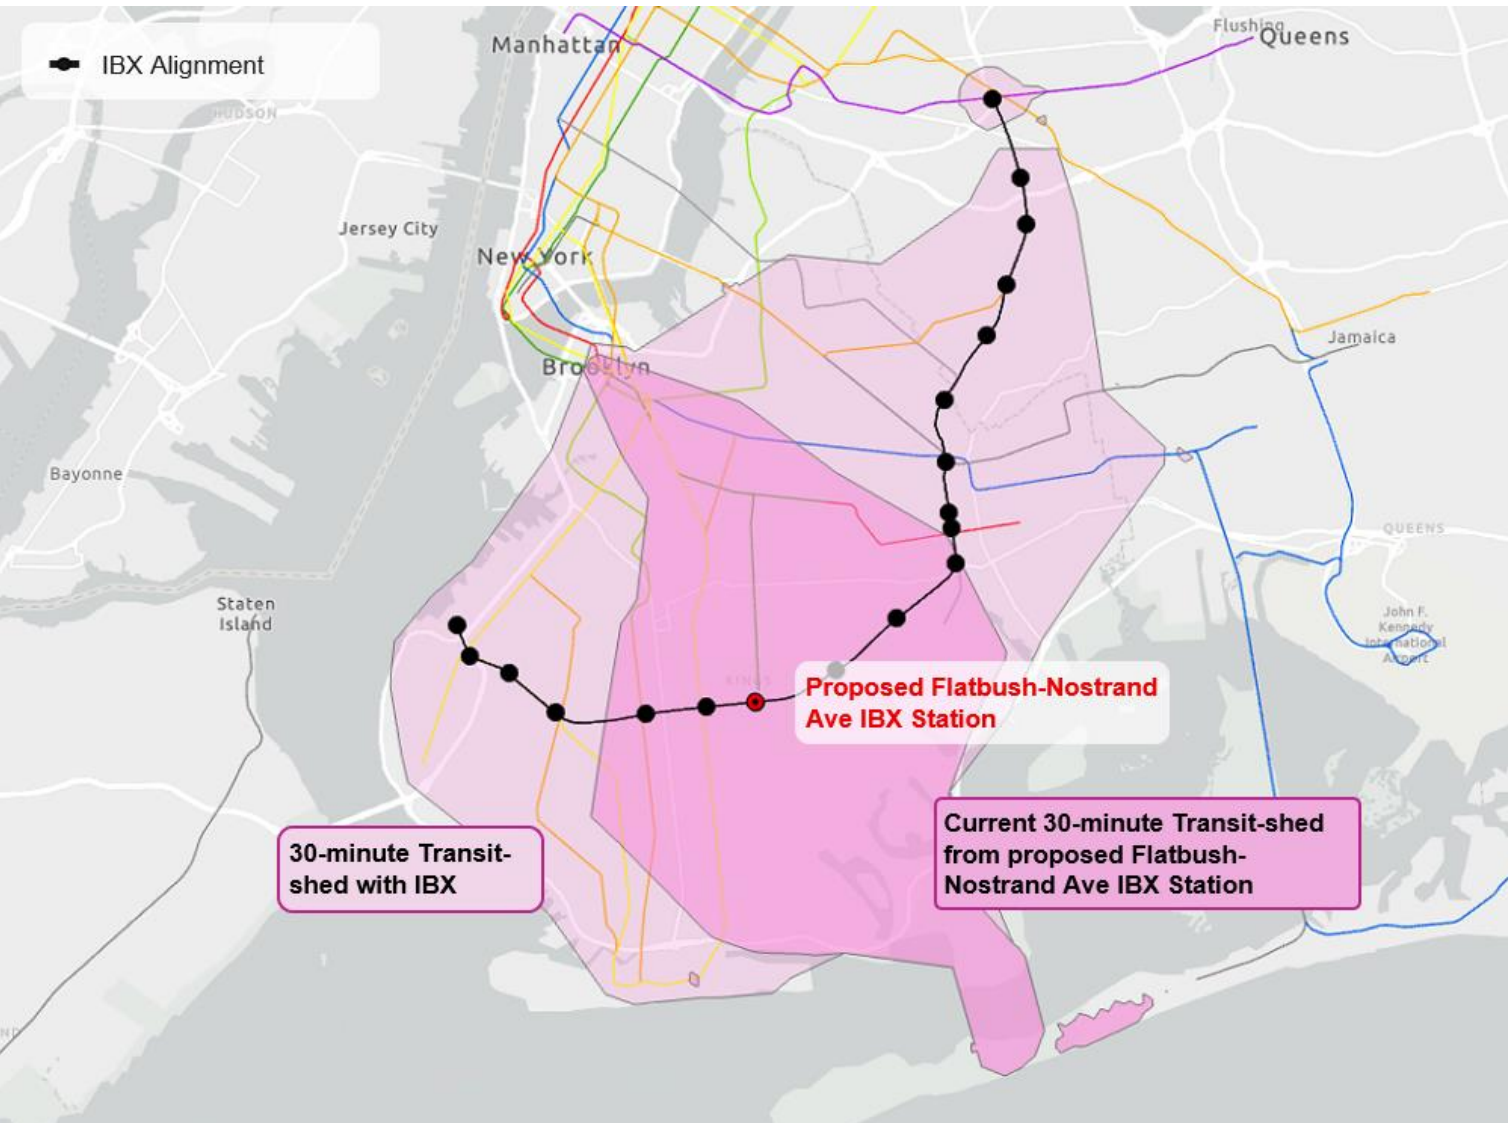 Manhattan
Flushing
Queens
IBX Alignment
HUDSON
Jersey City
New York
Jamaica
Brooklyn
Bayonne
QUEENS
Staten
Island
John F.
Kennedy
International
Airport
KINGS
Proposed Flatbush-Nostrand
Ave IBX Station
30-minute Transit-
shed with IBX
Current 30-minute Transit-shed
from proposed Flatbush-
Nostrand Ave IBX Station